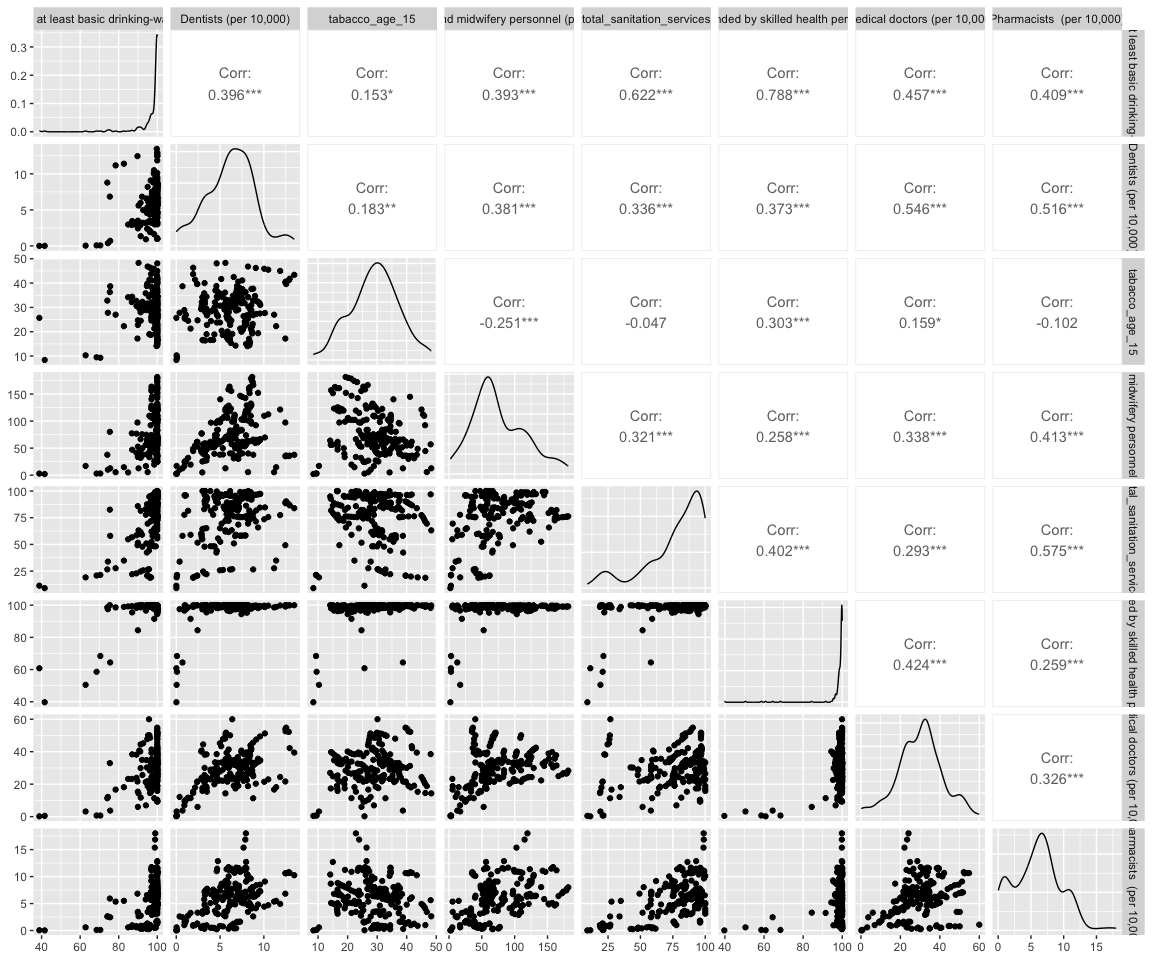 at least basic drinking-wa
Dentists (per 10,000)
tabacco_age_15
nd midwifery personnel (p
total_sanitation_services
nded by skilled health per
edical doctors (per 10,00
Pharmacists (per 10,000)
0.3
0.2
0.1
0.0
Corr:
0.396***
Corr:
0.153*
Corr:
0.393***
Corr:
0.622***
Corr:
0.788***
Corr:
0.457***
Corr:
0.409***
t least basic drinking-
10
5
0
Corr:
0.183**
Corr:
0.381***
Corr:
0.336***
Corr:
0.373***
Corr:
0.546***
Corr:
0.516***
Dentists (per 10,000)
50
40
30
20
10
Corr:
-0.251***
Corr:
-0.047
Corr:
0.303***
Corr:
0.159*
Corr:
-0.102
tabacco_age_15
150
100
50
0
Corr:
0.321***
Corr:
0.258***
Corr:
0.338***
Corr:
0.413***
midwifery personnel
100
75
50
25
Corr:
0.402***
Corr:
0.293***
Corr:
0.575***
tal_sanitation_servic
100
80
60
40
Corr:
0.424***
Corr:
0.259***
ed by skilled health p
60
40
20
0
Corr:
0.326***
dical doctors (per 10,0
15
10
5
0
armacists (per 10,00
40 60 80 100
0 5 10
10 20 30 40 50
0 50 100 150
25 50 75 100
40 60 80 100
0 20 40 60
0 5 10 15